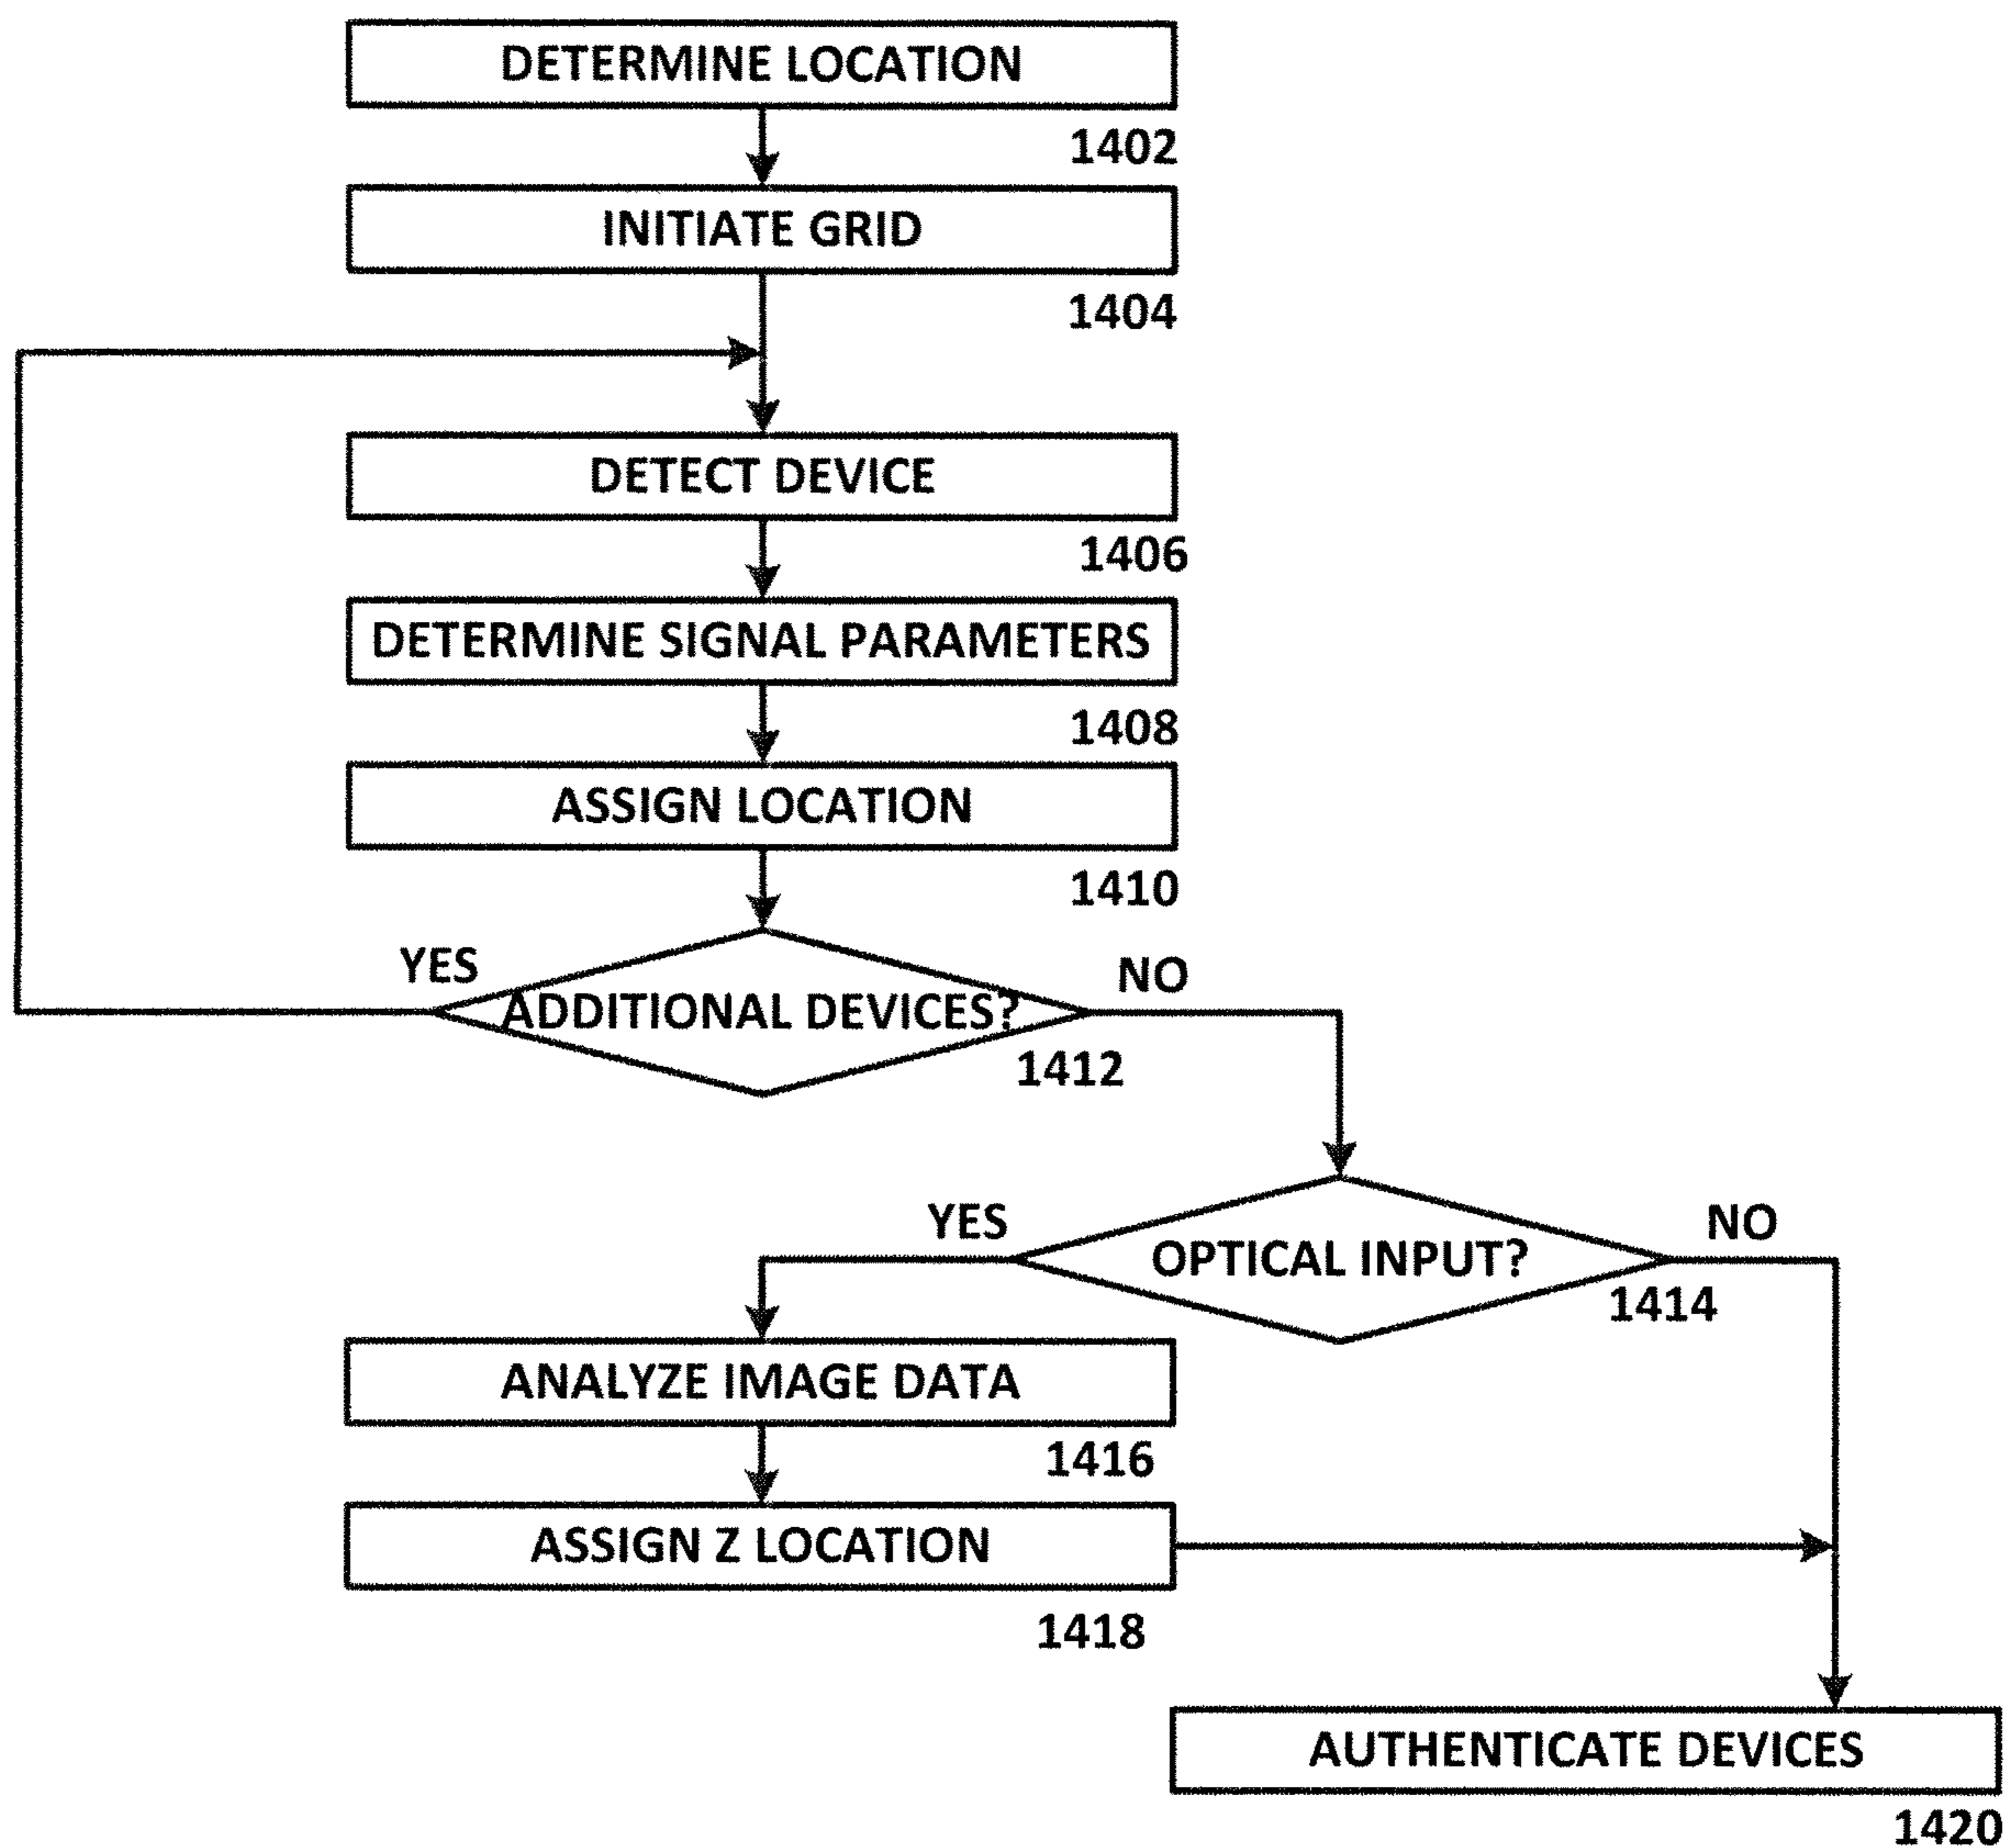 DETERMINE LOCATION
1402
INITIATE GRID
1404
DETECT DEVICE
1406
DETERMINE SIGNAL PARAMETERS
1408
ASSIGN LOCATION
1410
YES
NO
ADDITIONAL DEVICES?
1412
YES
NO
OPTICAL INPUT?
1414
ANALYZE IMAGE DATA
1416
ASSIGN Z LOCATION
1418
AUTHENTICATE DEVICES
1420